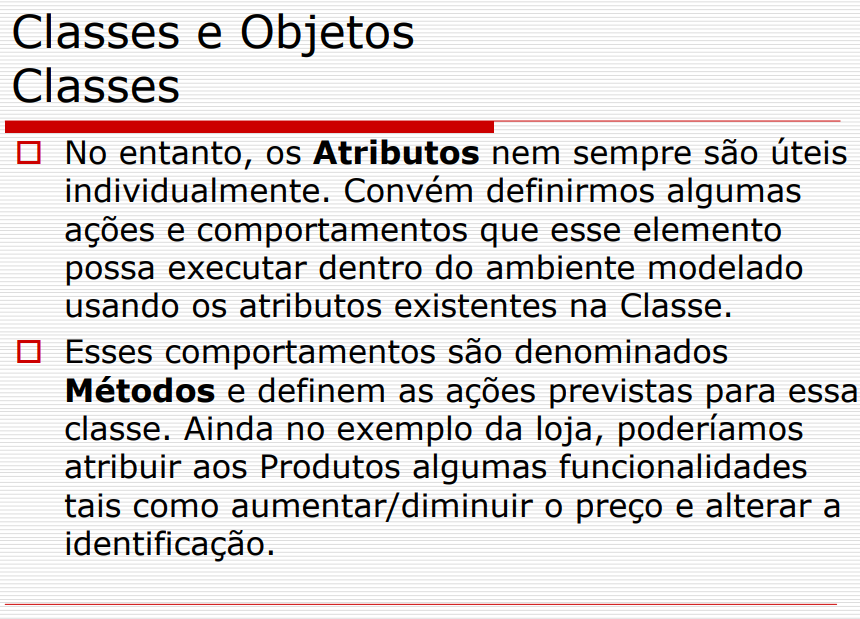 Classes e Objetos
Classes
No entanto, os Atributos nem sempre são úteis
individualmente. Convém definirmos algumas
ações e comportamentos que esse elemento
possa executar dentro do ambiente modelado
usando os atributos existentes na Classe.
Esses comportamentos são denominados
Métodos e definem as ações previstas para essa
classe. Ainda no exemplo da loja, poderíamos
atribuir aos Produtos algumas funcionalidades
tais como aumentar/diminuir o preço e alterar a
identificação.